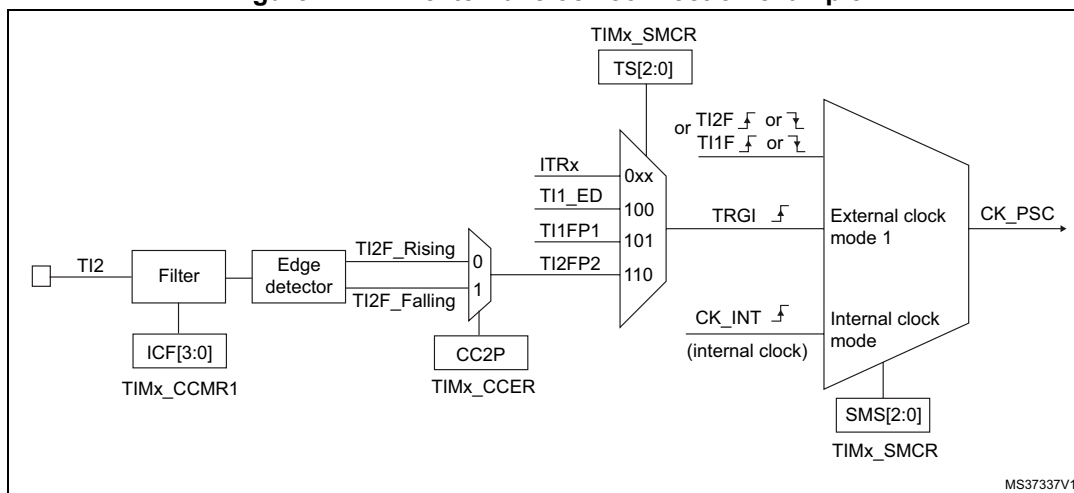 TIMx_SMCR
TS[2:0]
or TI2F or
TI1F or
ITRx
0xx
TI1_ED
100
TI1FP1
101
TI2FP2
110
TRGI
External clock
mode 1
CK_PSC
TI2
Filter
Edge
detector
TI2F_Rising
0
TI2F_Falling
1
ICF[3:0]
TIMx_CCMR1
CC2P
TIMx_CCER
CK_INT
(internal clock)
Internal clock
mode
SMS[2:0]
TIMx_SMCR
MS37337V1